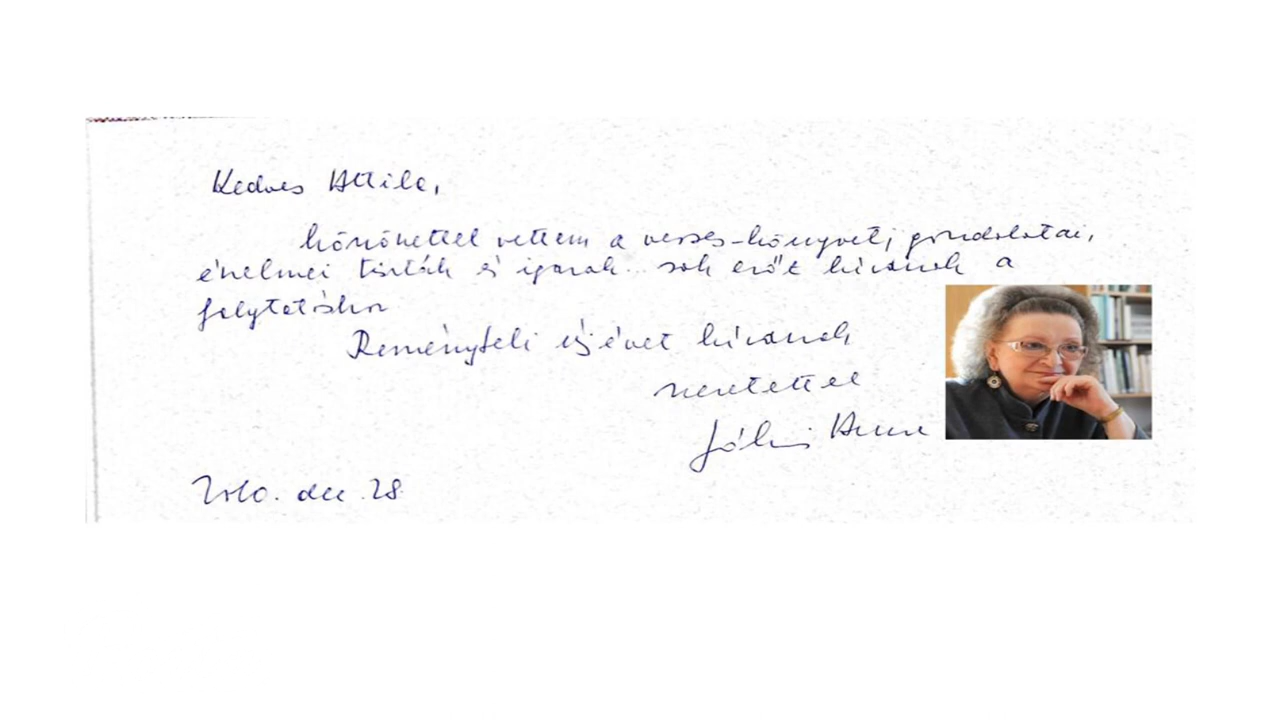 Kedves Attila,
köszönettel vettem a verses-könyvet, gondolatai,
érzelmei tiszták és igazak... sok erőt kívánok a
folytatáshoz
Reményteli új évet kívánok
szeretettel
Jókai Anna
2010. dec. 28.